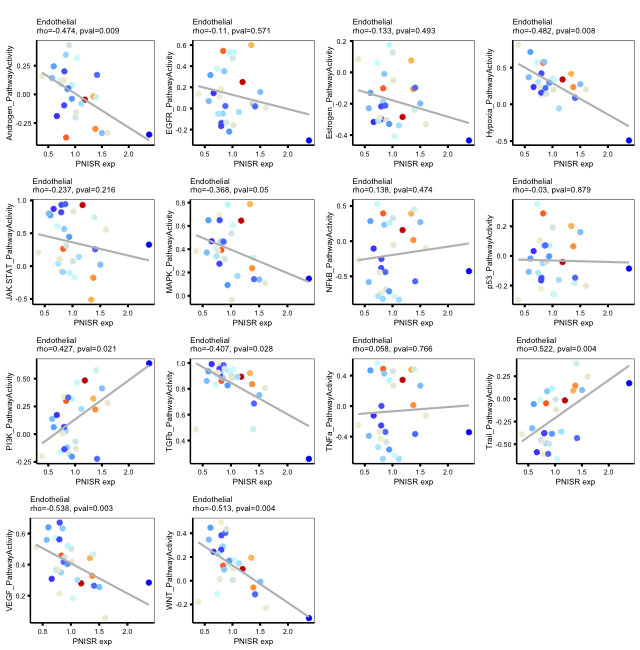 Endothelial
rho=-0.474, pval=0.009
Androgen_PathwayActivity
0.25
-0.25
0.5 1.0 1.5 2.0
PNISR exp
Endothelial
rho=-0.11, pval=0.571
EGFR_PathwayActivity
0.6
0.4
0.2
0.0
-0.2
0.5 1.0 1.5 2.0
PNISR exp
Endothelial
rho=-0.133, pval=0.493
Estrogen_PathwayActivity
0.2
0.0
-0.2
-0.4
0.5 1.0 1.5 2.0
PNISR exp
Endothelial
rho=-0.482, pval=0.008
Hypoxia_PathwayActivity
0.5
0.0
-0.5
0.5 1.0 1.5 2.0
PNISR exp
Endothelial
rho=-0.237, pval=0.216
JAK-STAT_PathwayActivity
1.0
0.5
0.0
-0.5
0.5 1.0 1.5 2.0
PNISR exp
Endothelial
rho=-0.368, pval=0.05
MAPK_PathwayActivity
0.8
0.6
0.4
0.2
0.0
0.5 1.0 1.5 2.0
PNISR exp
Endothelial
rho=0.138, pval=0.474
NFkB_PathwayActivity
0.5
0.0
-0.5
0.5 1.0 1.5 2.0
PNISR exp
Endothelial
rho=-0.03, pval=0.879
p53_PathwayActivity
0.2
0.0
-0.2
0.5 1.0 1.5 2.0
PNISR exp
Endothelial
rho=0.427, pval=0.021
PI3K_PathwayActivity
0.50
0.25
0.00
-0.25
0.5 1.0 1.5 2.0
PNISR exp
Endothelial
rho=-0.407, pval=0.028
TGFb_PathwayActivity
1.0
0.8
0.6
0.4
0.5 1.0 1.5 2.0
PNISR exp
Endothelial
rho=0.058, pval=0.766
TNFa_PathwayActivity
0.4
0.0
-0.4
0.5 1.0 1.5 2.0
PNISR exp
Endothelial
rho=0.522, pval=0.004
Trail_PathwayActivity
0.25
0.00
-0.25
-0.50
0.5 1.0 1.5 2.0
PNISR exp
Endothelial
rho=-0.538, pval=0.003
VEGF_PathwayActivity
0.6
0.4
0.2
0.5 1.0 1.5 2.0
PNISR exp
Endothelial
rho=-0.513, pval=0.004
WNT_PathwayActivity
0.4
0.2
0.0
-0.2
0.5 1.0 1.5 2.0
PNISR exp